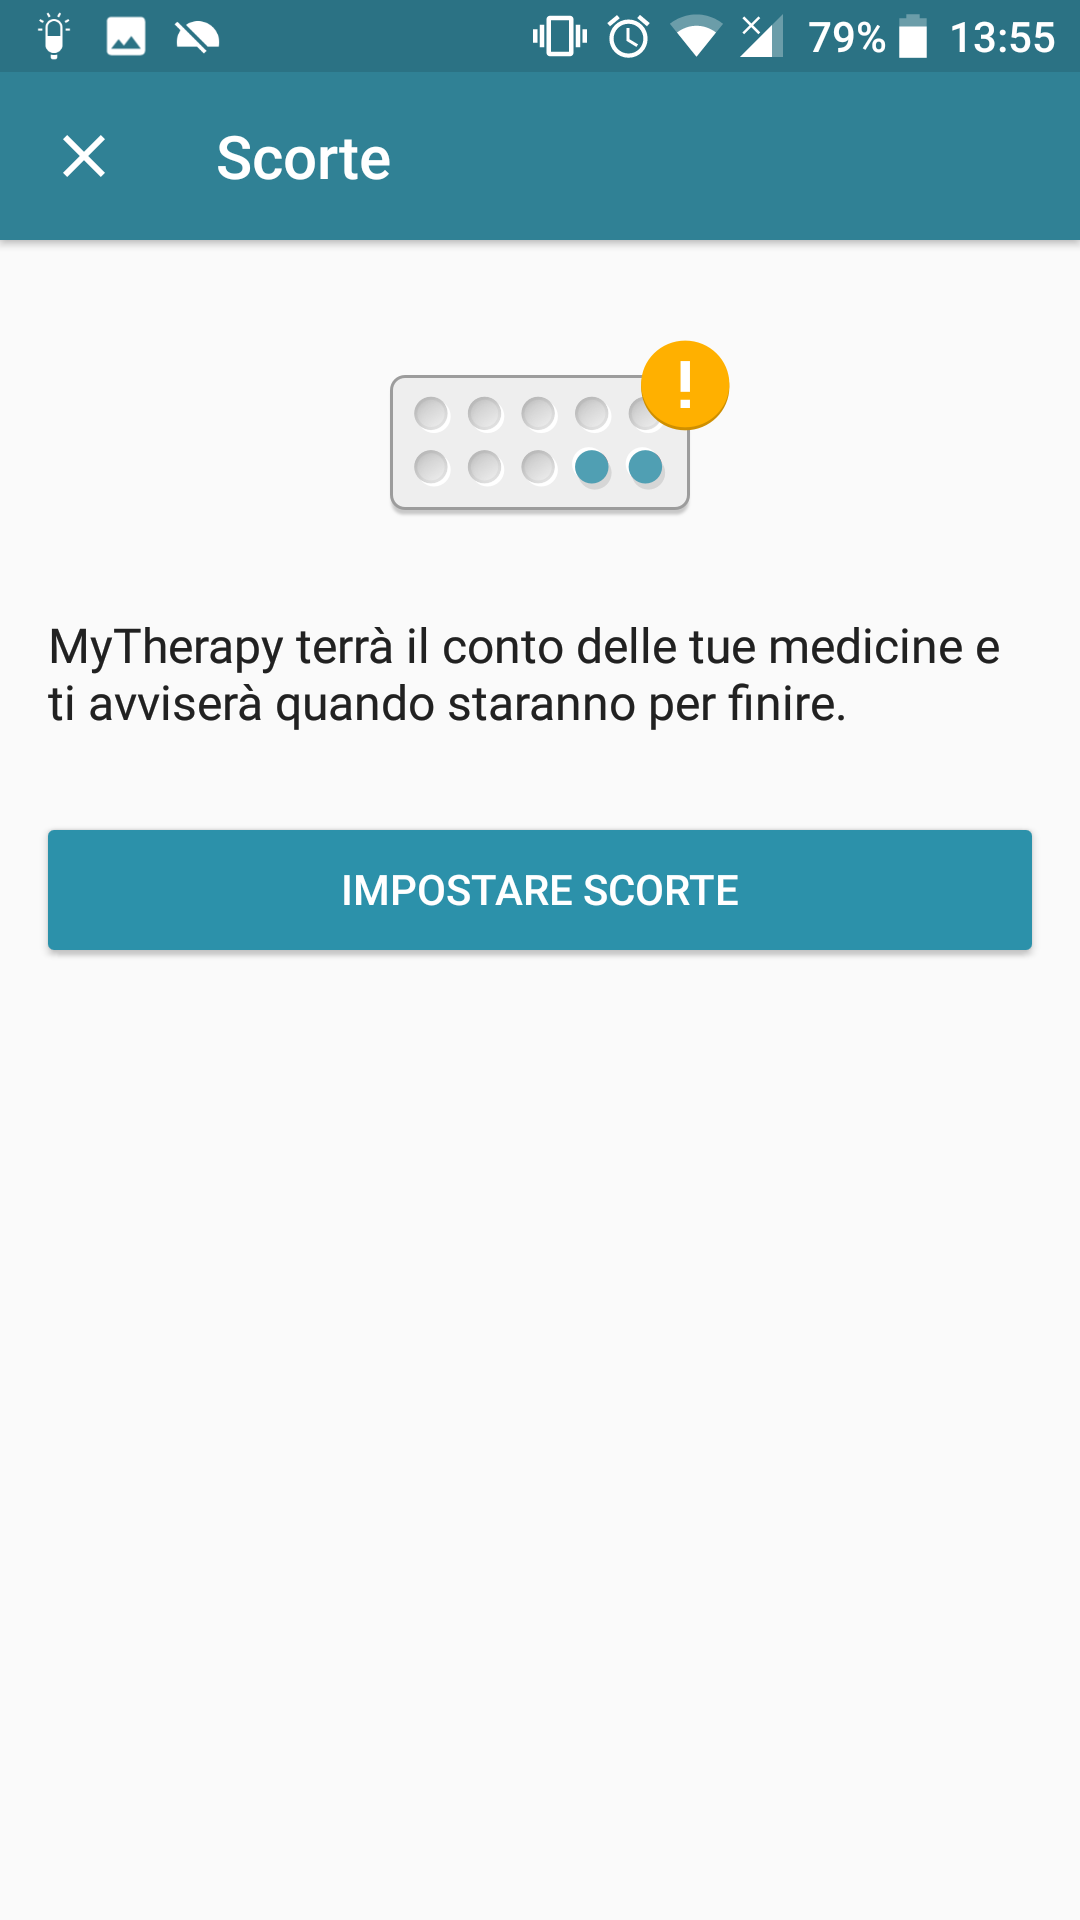 79% 13:55
Scorte
MyTherapy terrà il conto delle tue medicine e
ti avviserà quando staranno per finire.
IMPOSTARE SCORTE